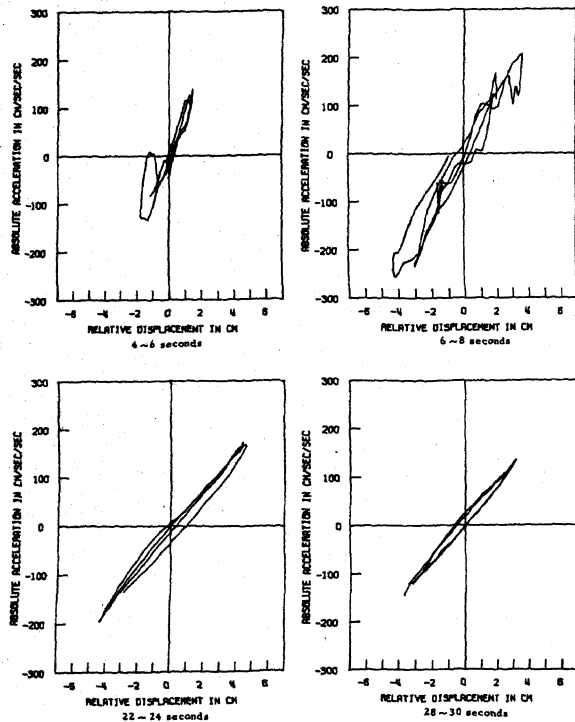 300
200
100
0
-100
-200
-300
ABSOLUTE ACCELERATION IN CM/SEC/SEC
-6 -4 -2 0 2 4 6
RELATIVE DISPLACEMENT IN CM
4~6 seconds
300
200
100
0
-100
-200
-300
ABSOLUTE ACCELERATION IN CM/SEC/SEC
-6 -4 -2 0 2 4 6
RELATIVE DISPLACEMENT IN CM
6~8 seconds
300
200
100
0
-100
-200
-300
ABSOLUTE ACCELERATION IN CM/SEC/SEC
-6 -4 -2 0 2 4 6
RELATIVE DISPLACEMENT IN CM
22~24 seconds
300
200
100
0
-100
-200
-300
ABSOLUTE ACCELERATION IN CM/SEC/SEC
-6 -4 -2 0 2 4 6
RELATIVE DISPLACEMENT IN CM
28~30 seconds